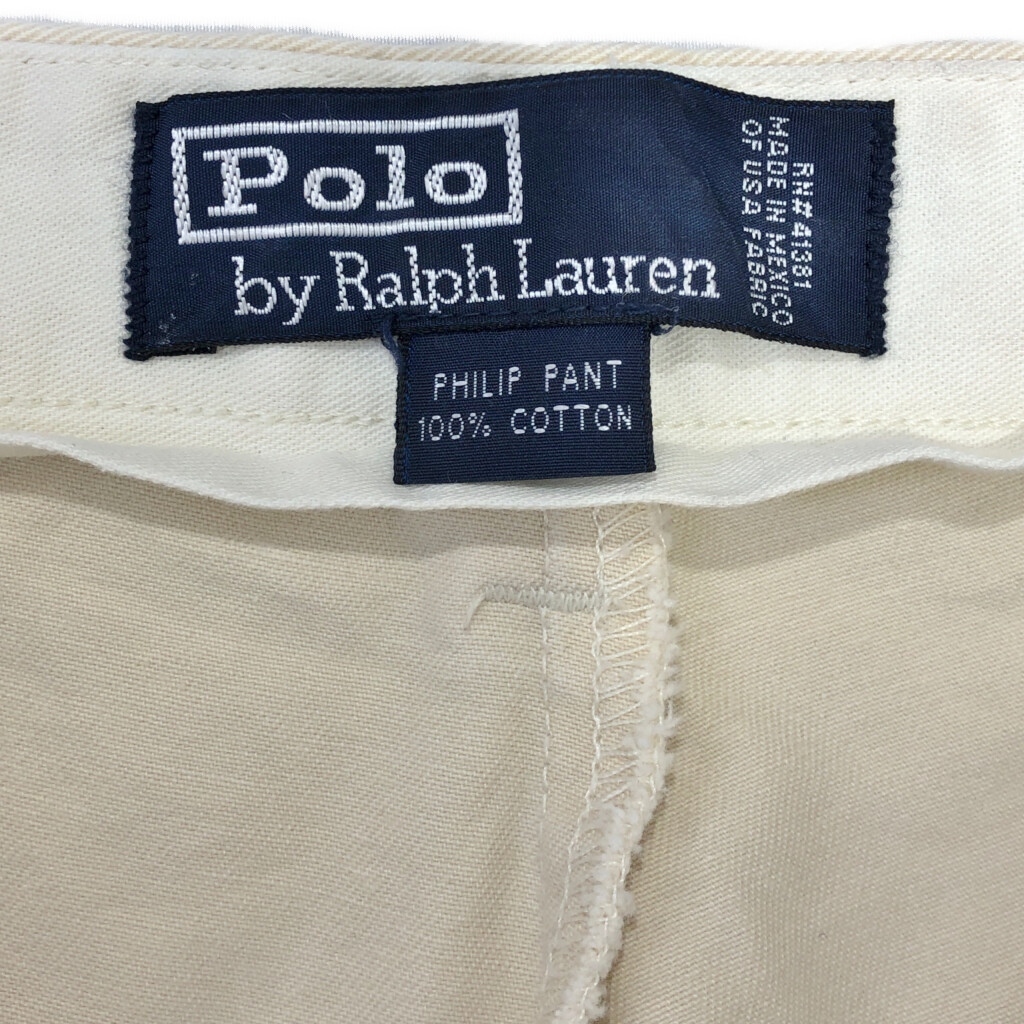 Polo
by Ralph Lauren
RN#41381
MADE IN MEXICO
OF USA FABRIC
PHILIP PANT
100% COTTON